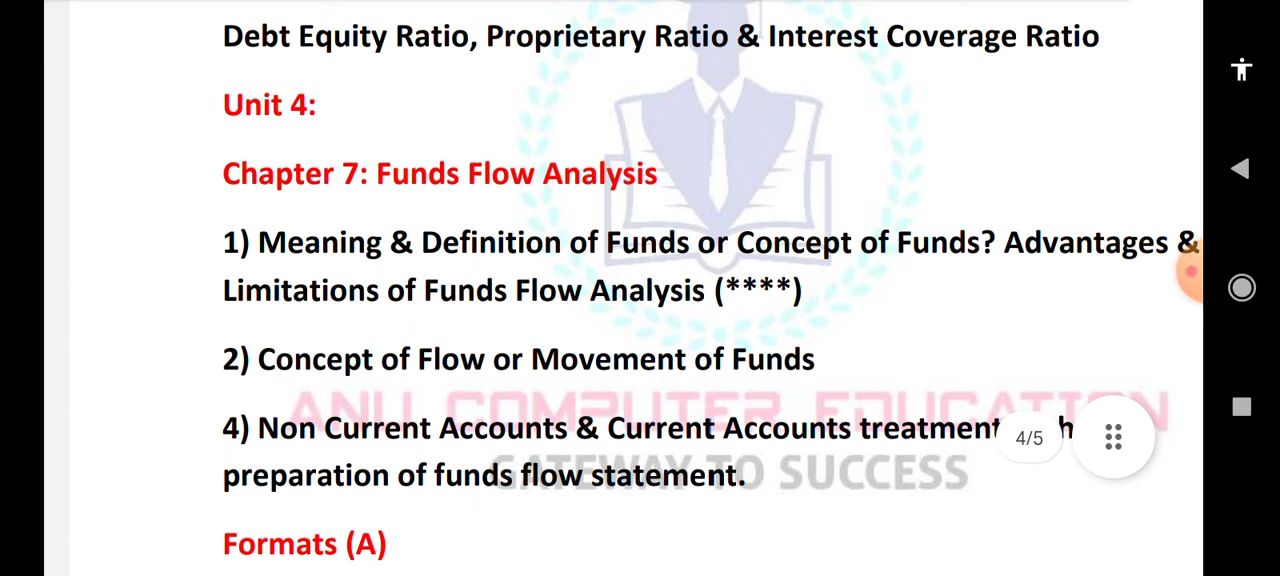 Debt Equity Ratio, Proprietary Ratio & Interest Coverage Ratio
Unit 4:
Chapter 7: Funds Flow Analysis
1) Meaning & Definition of Funds or Concept of Funds? Advantages &
Limitations of Funds Flow Analysis (****)
2) Concept of Flow or Movement of Funds
ANU COMPUTER EDUCATION
4) Non Current Accounts & Current Accounts treatment
4/5
preparation of funds flow statement.
GATEWAY TO SUCCESS
Formats (A)